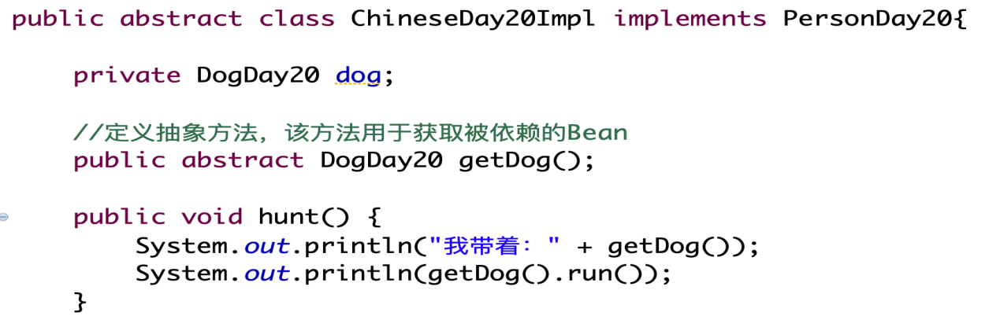 public abstract class ChineseDay20Impl implements PersonDay20{
private DogDay20 dog;
//定义抽象方法，该方法用于获取被依赖的Bean
public abstract DogDay20 getDog();
public void hunt() {
System.out.println("我带着：" + getDog());
System.out.println(getDog().run());
}